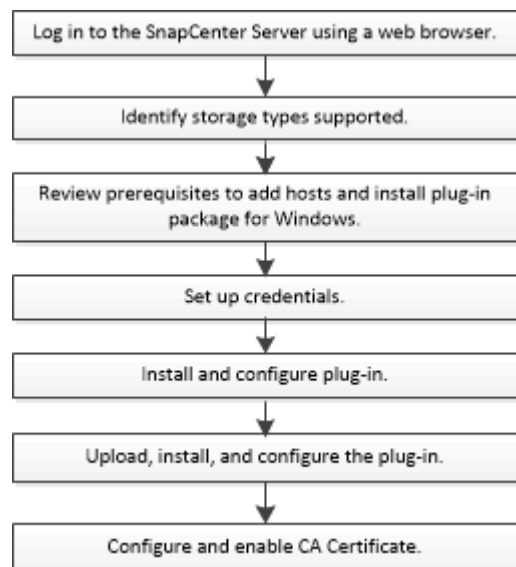 Log in to the SnapCenter Server using a web browser.
Identify storage types supported.
Review prerequisites to add hosts and install plug-in
package for Windows.
Set up credentials.
Install and configure plug-in.
Upload, install, and configure the plug-in.
Configure and enable CA Certificate.